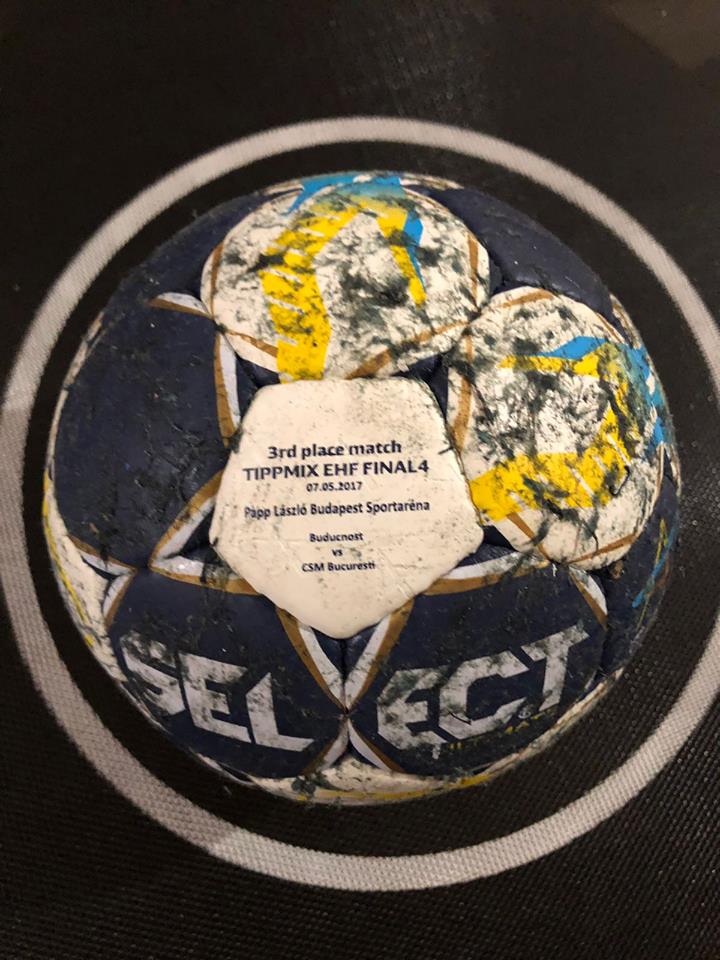 3rd place match
TIPPMIX EHF FINAL4
07.05.2017
Papp László Budapest Sportaréna
Buducnost
vs
CSM Bucuresti
SELECT